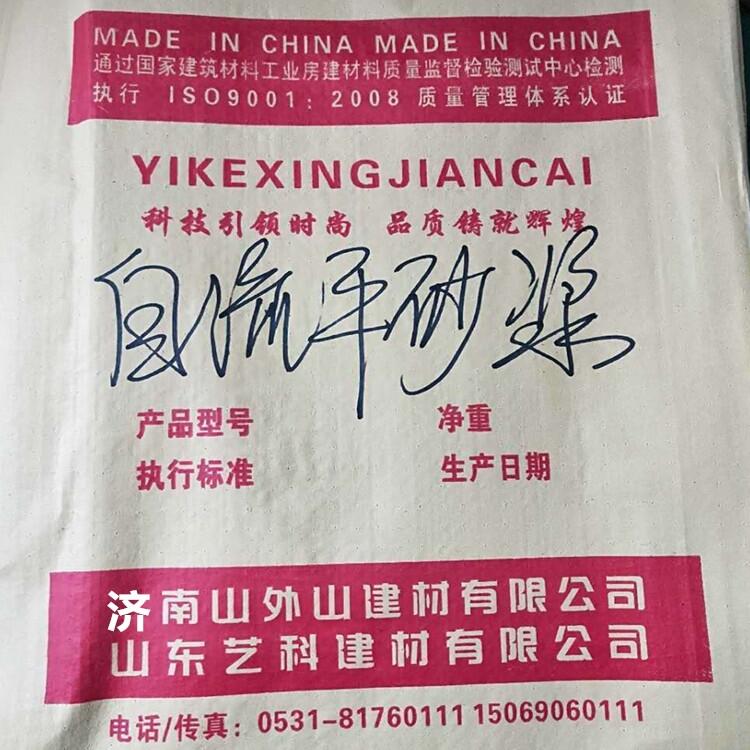 MADE IN CHINA MADE IN CHINA
通过国家建筑材料工业房建材料质量监督检验测试中心检测
执行 ISO9001：2008 质量管理体系认证
YIKEXINGJIANCAI
科技引领时尚 品质铸就辉煌
自流平砂浆
产品型号 净重
执行标准 生产日期
济南山外山建材有限公司
山东艺科建材有限公司
电话/传真：0531-81760111 15069060111